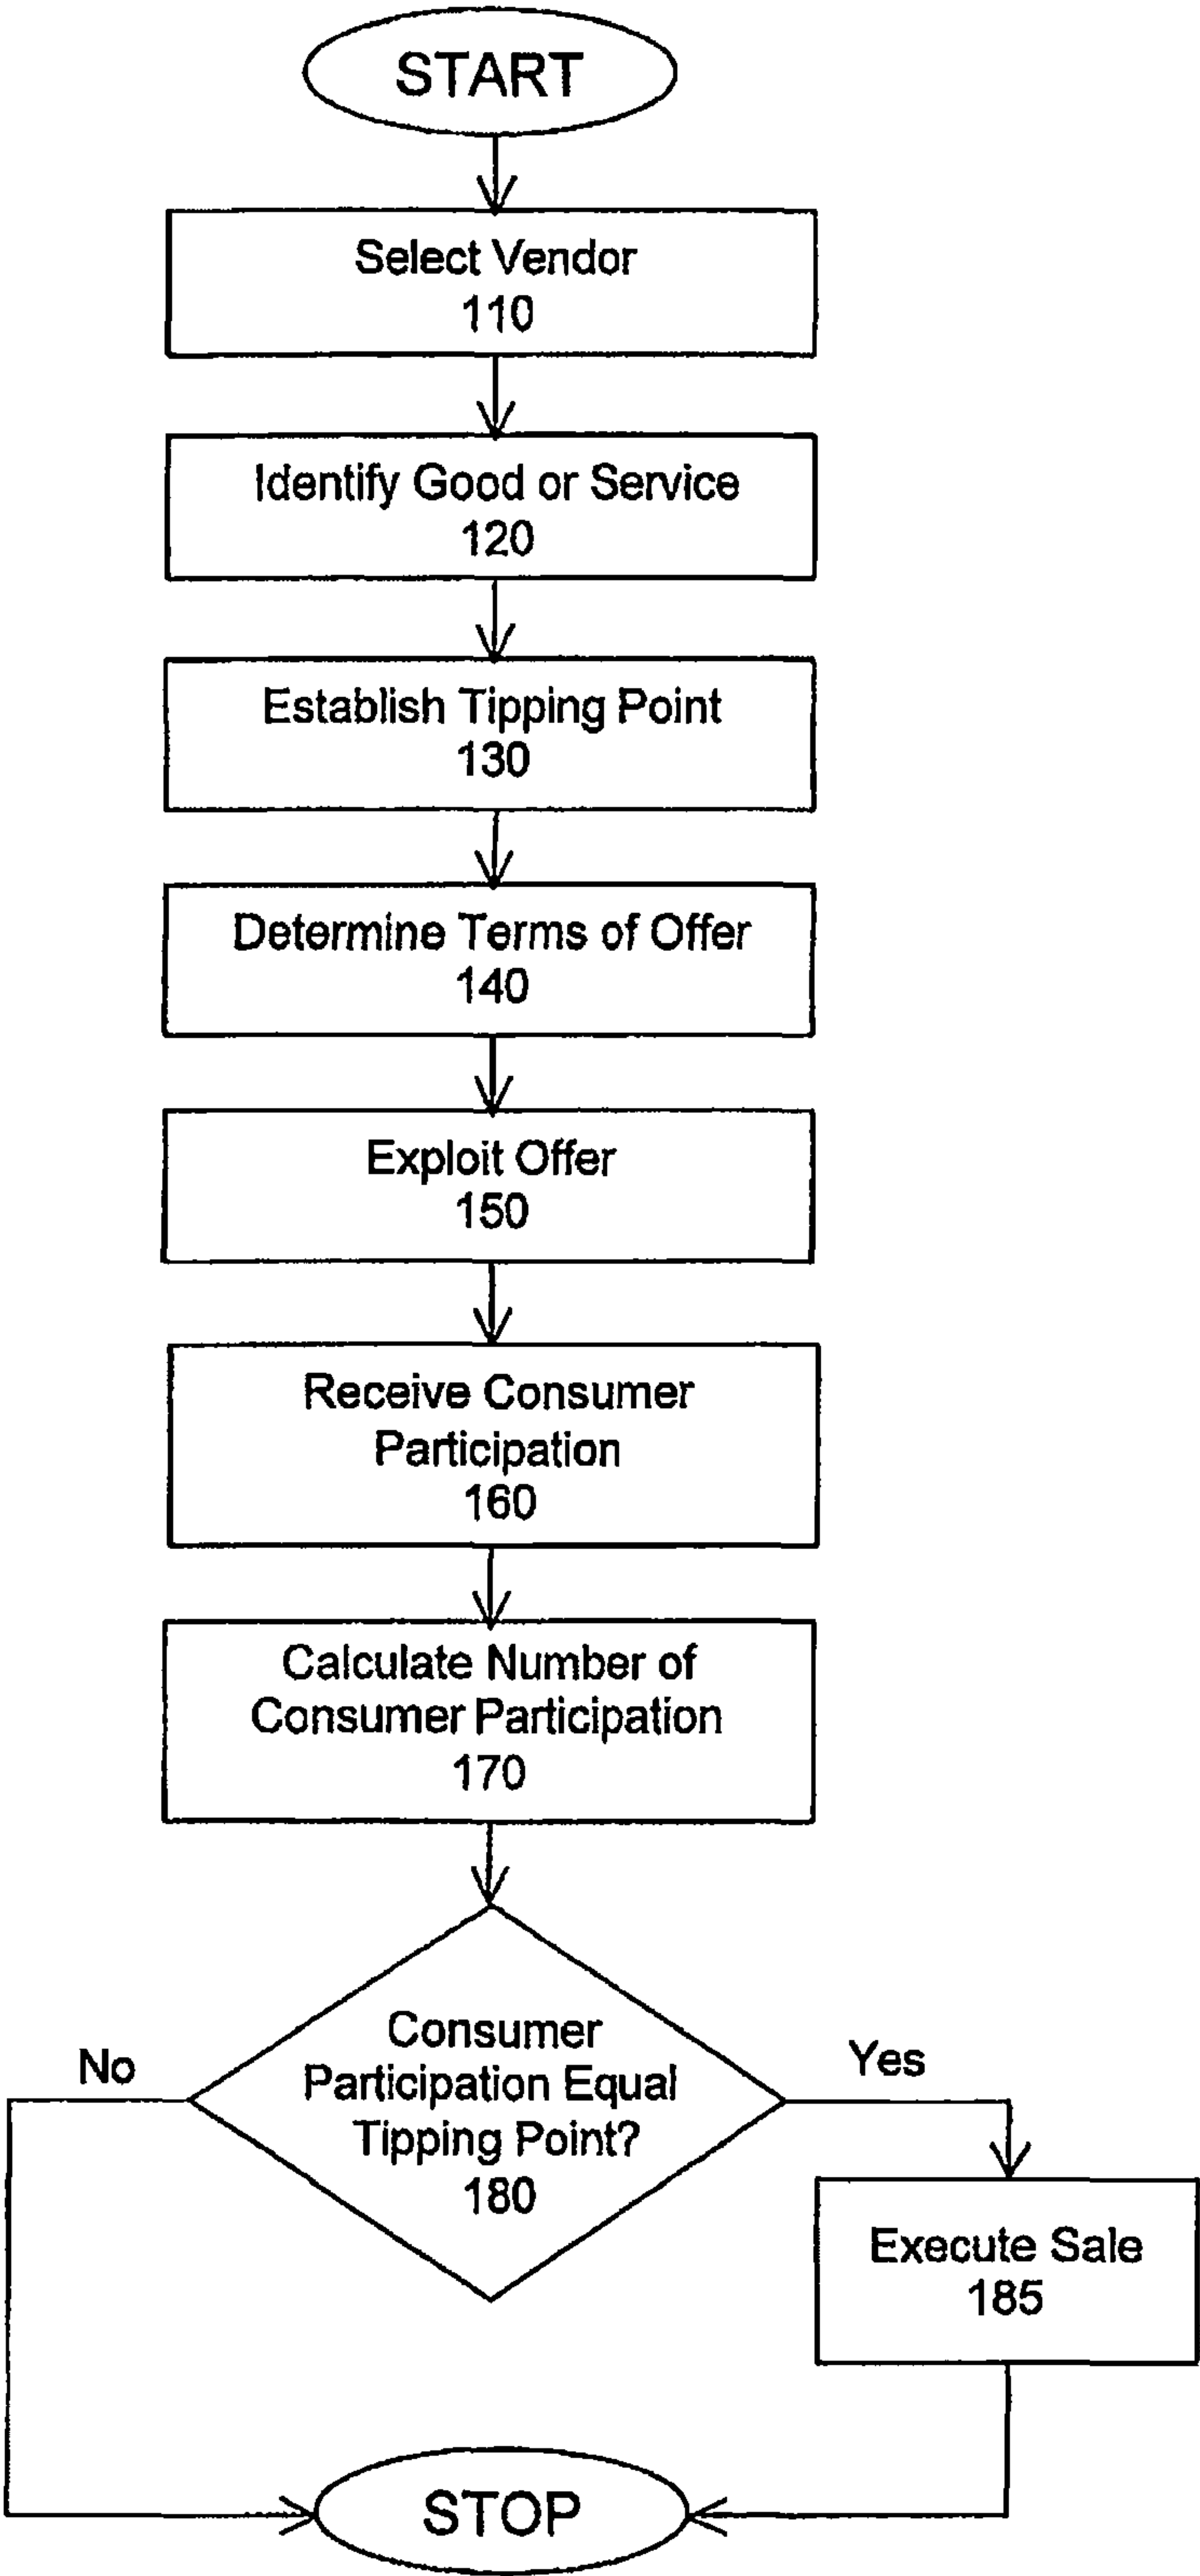 START
Select Vendor
110
Identify Good or Service
120
Establish Tipping Point
130
Determine Terms of Offer
140
Exploit Offer
150
Receive Consumer
Participation
160
Calculate Number of
Consumer Participation
170
Consumer
Participation Equal
Tipping Point?
180
No
Yes
Execute Sale
185
STOP